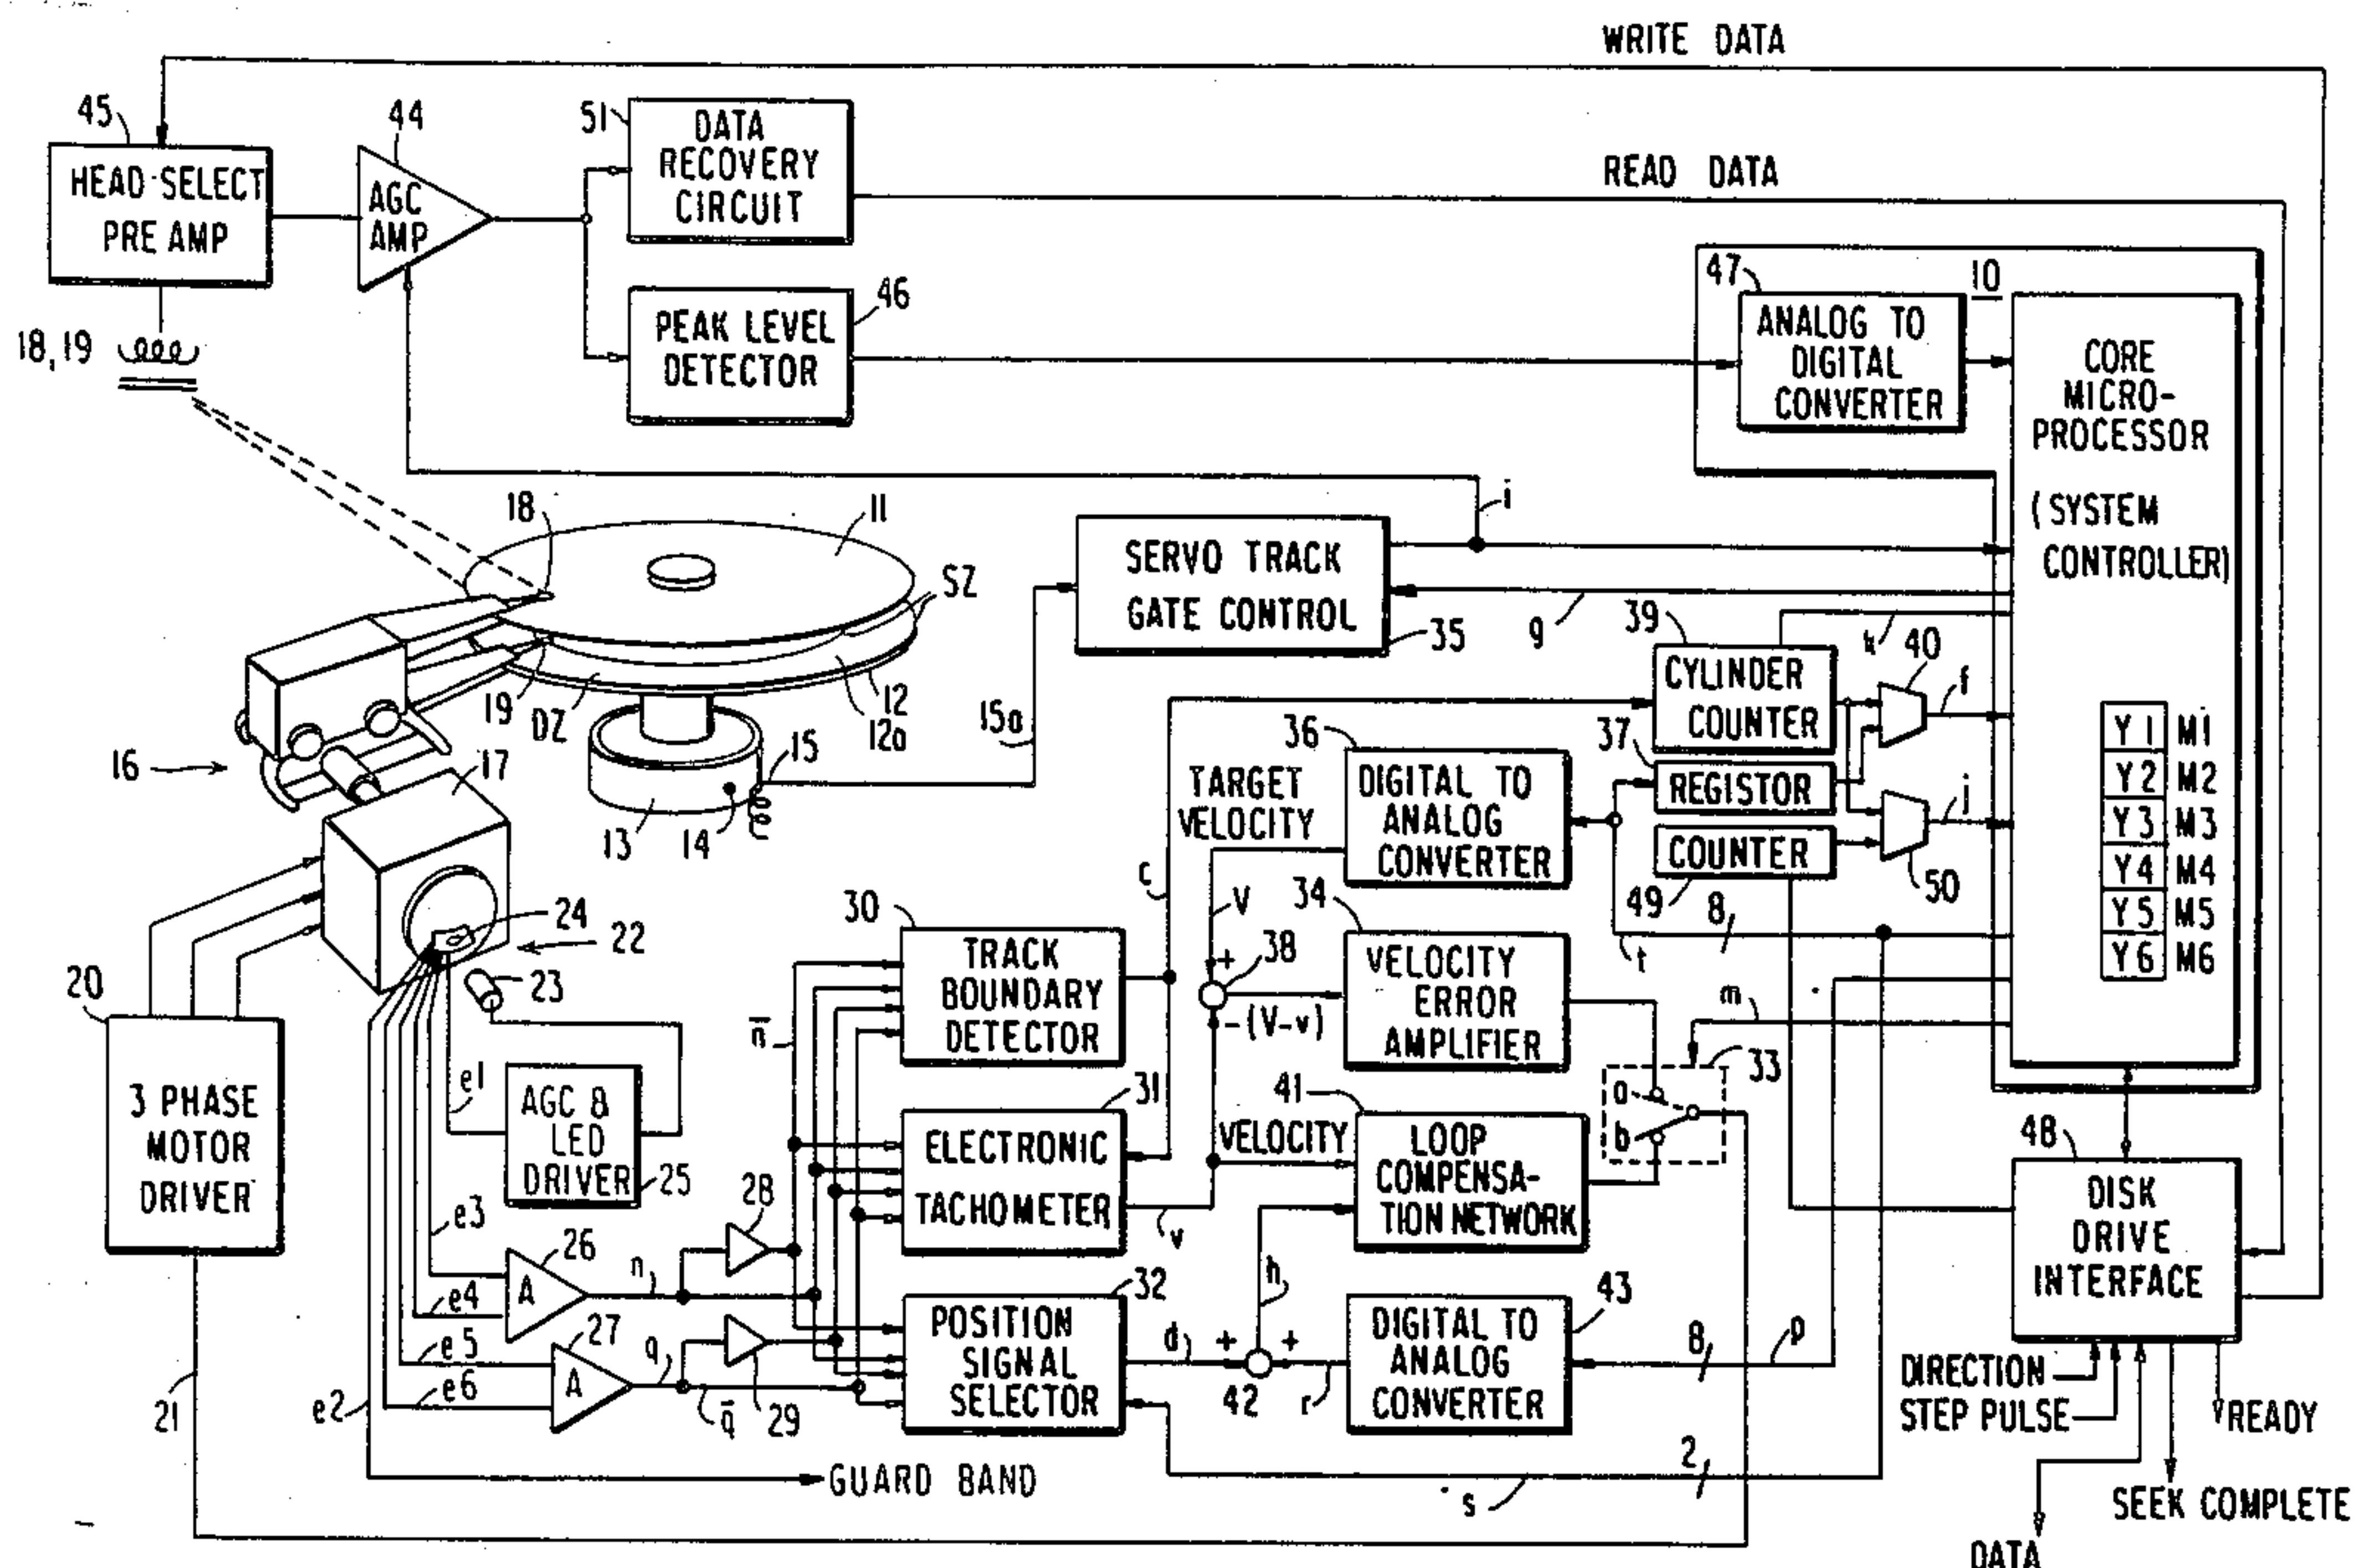 WRITE DATA
45
44
51
HEAD SELECT
PRE AMP
AGC
AMP
DATA
RECOVERY
CIRCUIT
READ DATA
46
PEAK LEVEL
DETECTOR
47
10
ANALOG TO
DIGITAL
CONVERTER
CORE
MICRO-
PROCESSOR
(SYSTEM
CONTROLLER)
18,19
18
11
SZ
i
SERVO TRACK
GATE CONTROL
35
9
39
k
40
f
CYLINDER
COUNTER
19
DZ
12
12a
15a
36
37
REGISTOR
j
COUNTER
49
50
Y1 M1
Y2 M2
Y3 M3
Y4 M4
Y5 M5
Y6 M6
16
17
15
13
14
TARGET
VELOCITY
DIGITAL TO
ANALOG
CONVERTER
c
V
34
8
t
24
22
23
30
TRACK
BOUNDARY
DETECTOR
+
38
-(V-v)
VELOCITY
ERROR
AMPLIFIER
m
33
a
b
20
3 PHASE
MOTOR
DRIVER
n̅
e1
AGC &
LED
DRIVER
25
31
ELECTRONIC
TACHOMETER
v
VELOCITY
41
LOOP
COMPENSA-
TION NETWORK
48
DISK
DRIVE
INTERFACE
e3
e4
26
A
n
28
e5
e6
27
A
q
q̅
29
32
POSITION
SIGNAL
SELECTOR
d
+
+
42
h
r
43
DIGITAL TO
ANALOG
CONVERTER
8
p
e2
21
GUARD BAND
s
2
DIRECTION
STEP PULSE
READY
SEEK COMPLETE
DATA